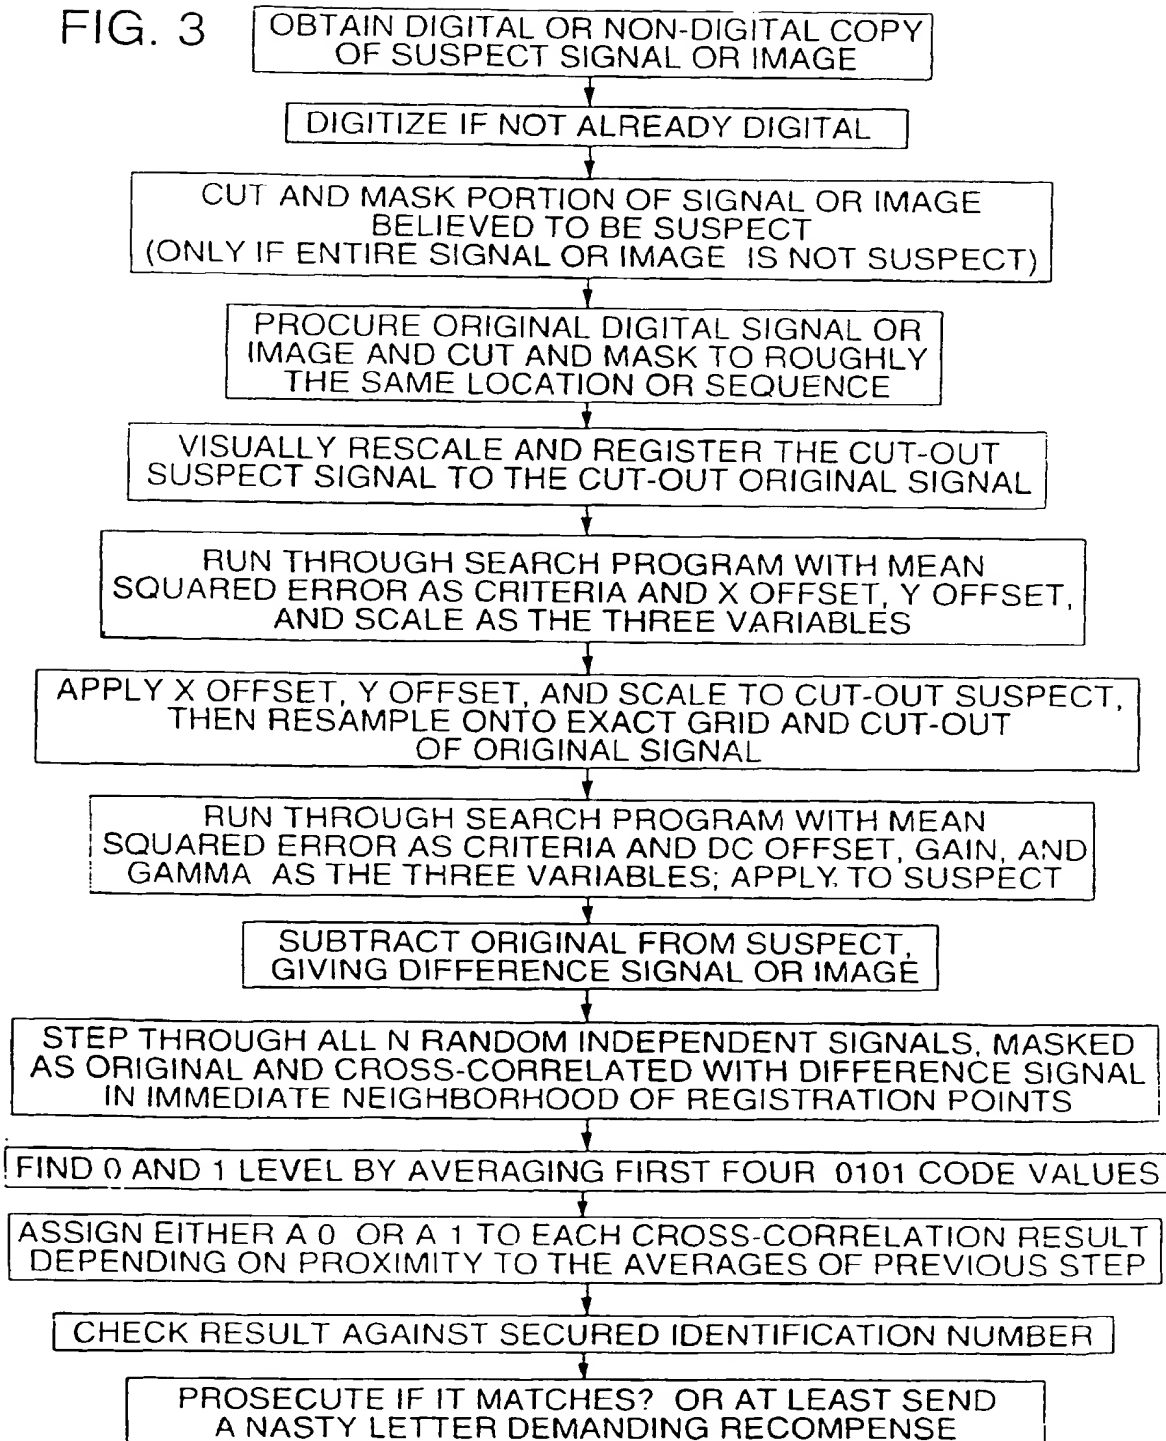 FIG. 3
OBTAIN DIGITAL OR NON-DIGITAL COPY
OF SUSPECT SIGNAL OR IMAGE
DIGITIZE IF NOT ALREADY DIGITAL
CUT AND MASK PORTION OF SIGNAL OR IMAGE
BELIEVED TO BE SUSPECT
(ONLY IF ENTIRE SIGNAL OR IMAGE IS NOT SUSPECT)
PROCURE ORIGINAL DIGITAL SIGNAL OR
IMAGE AND CUT AND MASK TO ROUGHLY
THE SAME LOCATION OR SEQUENCE
VISUALLY RESCALE AND REGISTER THE CUT-OUT
SUSPECT SIGNAL TO THE CUT-OUT ORIGINAL SIGNAL
RUN THROUGH SEARCH PROGRAM WITH MEAN
SQUARED ERROR AS CRITERIA AND X OFFSET, Y OFFSET,
AND SCALE AS THE THREE VARIABLES
APPLY X OFFSET, Y OFFSET, AND SCALE TO CUT-OUT SUSPECT,
THEN RESAMPLE ONTO EXACT GRID AND CUT-OUT
OF ORIGINAL SIGNAL
RUN THROUGH SEARCH PROGRAM WITH MEAN
SQUARED ERROR AS CRITERIA AND DC OFFSET, GAIN, AND
GAMMA AS THE THREE VARIABLES; APPLY TO SUSPECT
SUBTRACT ORIGINAL FROM SUSPECT,
GIVING DIFFERENCE SIGNAL OR IMAGE
STEP THROUGH ALL N RANDOM INDEPENDENT SIGNALS, MASKED
AS ORIGINAL AND CROSS-CORRELATED WITH DIFFERENCE SIGNAL
IN IMMEDIATE NEIGHBORHOOD OF REGISTRATION POINTS
FIND 0 AND 1 LEVEL BY AVERAGING FIRST FOUR 0101 CODE VALUES
ASSIGN EITHER A 0 OR A 1 TO EACH CROSS-CORRELATION RESULT
DEPENDING ON PROXIMITY TO THE AVERAGES OF PREVIOUS STEP
CHECK RESULT AGAINST SECURED IDENTIFICATION NUMBER
PROSECUTE IF IT MATCHES? OR AT LEAST SEND
A NASTY LETTER DEMANDING RECOMPENSE